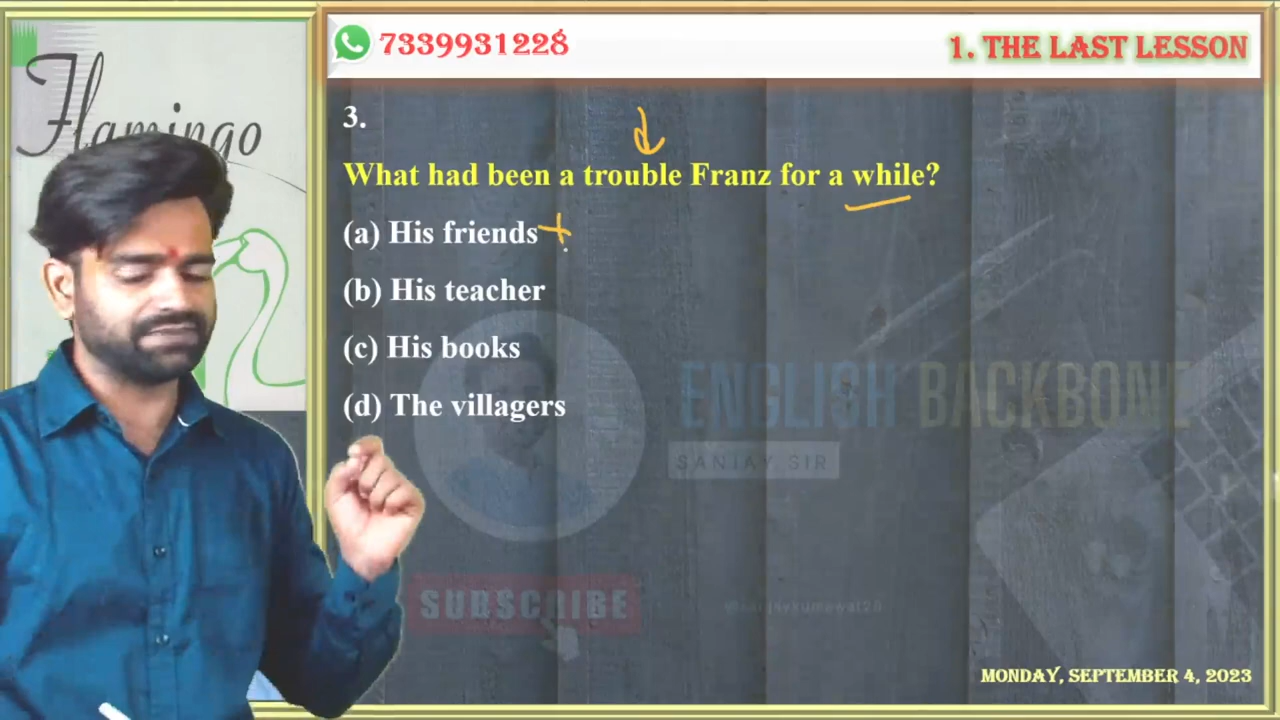 Flamingo
7339931228
1. THE LAST LESSON
3.
What had been a trouble Franz for a while?
(a) His friends
(b) His teacher
(c) His books
(d) The villagers
ENGLISH BACKBONE
SANJAY SIR
SUBSCRIBE
MONDAY, SEPTEMBER 4, 2023